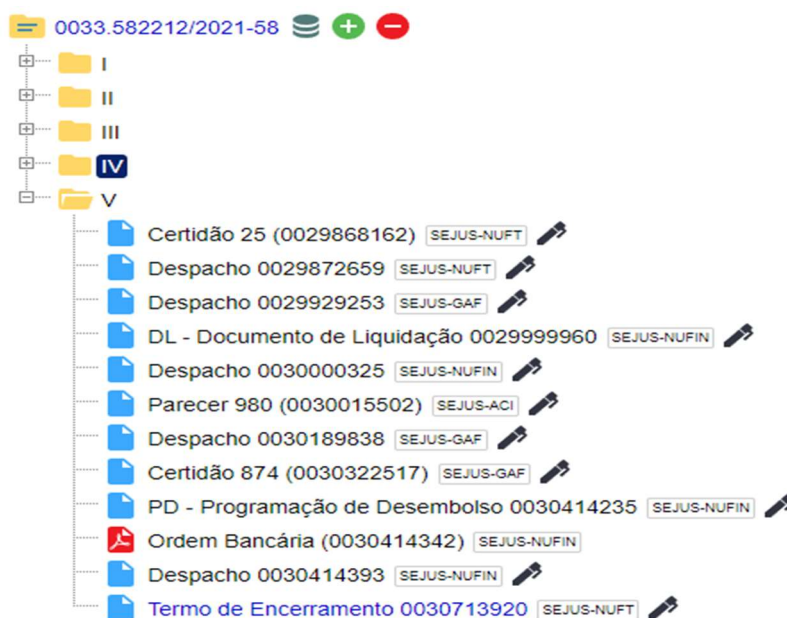 0033.582212/2021-58
I
II
III
IV
V
Certidão 25 (0029868162) SEJUS-NUFT
Despacho 0029872659 SEJUS-NUFT
Despacho 0029929253 SEJUS-GAF
DL - Documento de Liquidação 0029999960 SEJUS-NUFIN
Despacho 0030000325 SEJUS-NUFIN
Parecer 980 (0030015502) SEJUS-ACI
Despacho 0030189838 SEJUS-GAF
Certidão 874 (0030322517) SEJUS-GAF
PD - Programação de Desembolso 0030414235 SEJUS-NUFIN
Ordem Bancária (0030414342) SEJUS-NUFIN
Despacho 0030414393 SEJUS-NUFIN
Termo de Encerramento 0030713920 SEJUS-NUFT